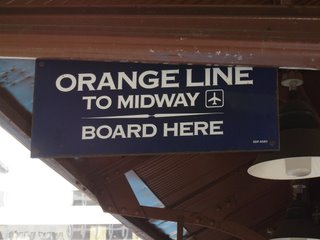 ORANGE LINE
TO MIDWAY
BOARD HERE